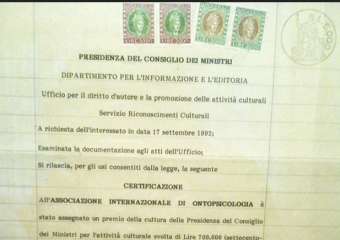 PRESIDENZA DEL CONSIGLIO DEI MINISTRI
DIPARTIMENTO PER L'INFORMAZIONE E L'EDITORIA
Ufficio per il diritto d'autore e la promozione delle attività culturali
Servizio Riconoscimenti Culturali
A richiesta dell'interessato in data 17 settembre 1992;
Esaminata la documentazione agli atti dell'Ufficio;
Si rilascia, per gli usi consentiti dalla legge, la seguente
CERTIFICAZIONE
All'ASSOCIAZIONE INTERNAZIONALE DI ONTOPSICOLOGIA è
stato assegnato un premio della cultura della Presidenza del Consiglio
dei Ministri per l'attività culturale svolta di Lire 700.000 (settecento-